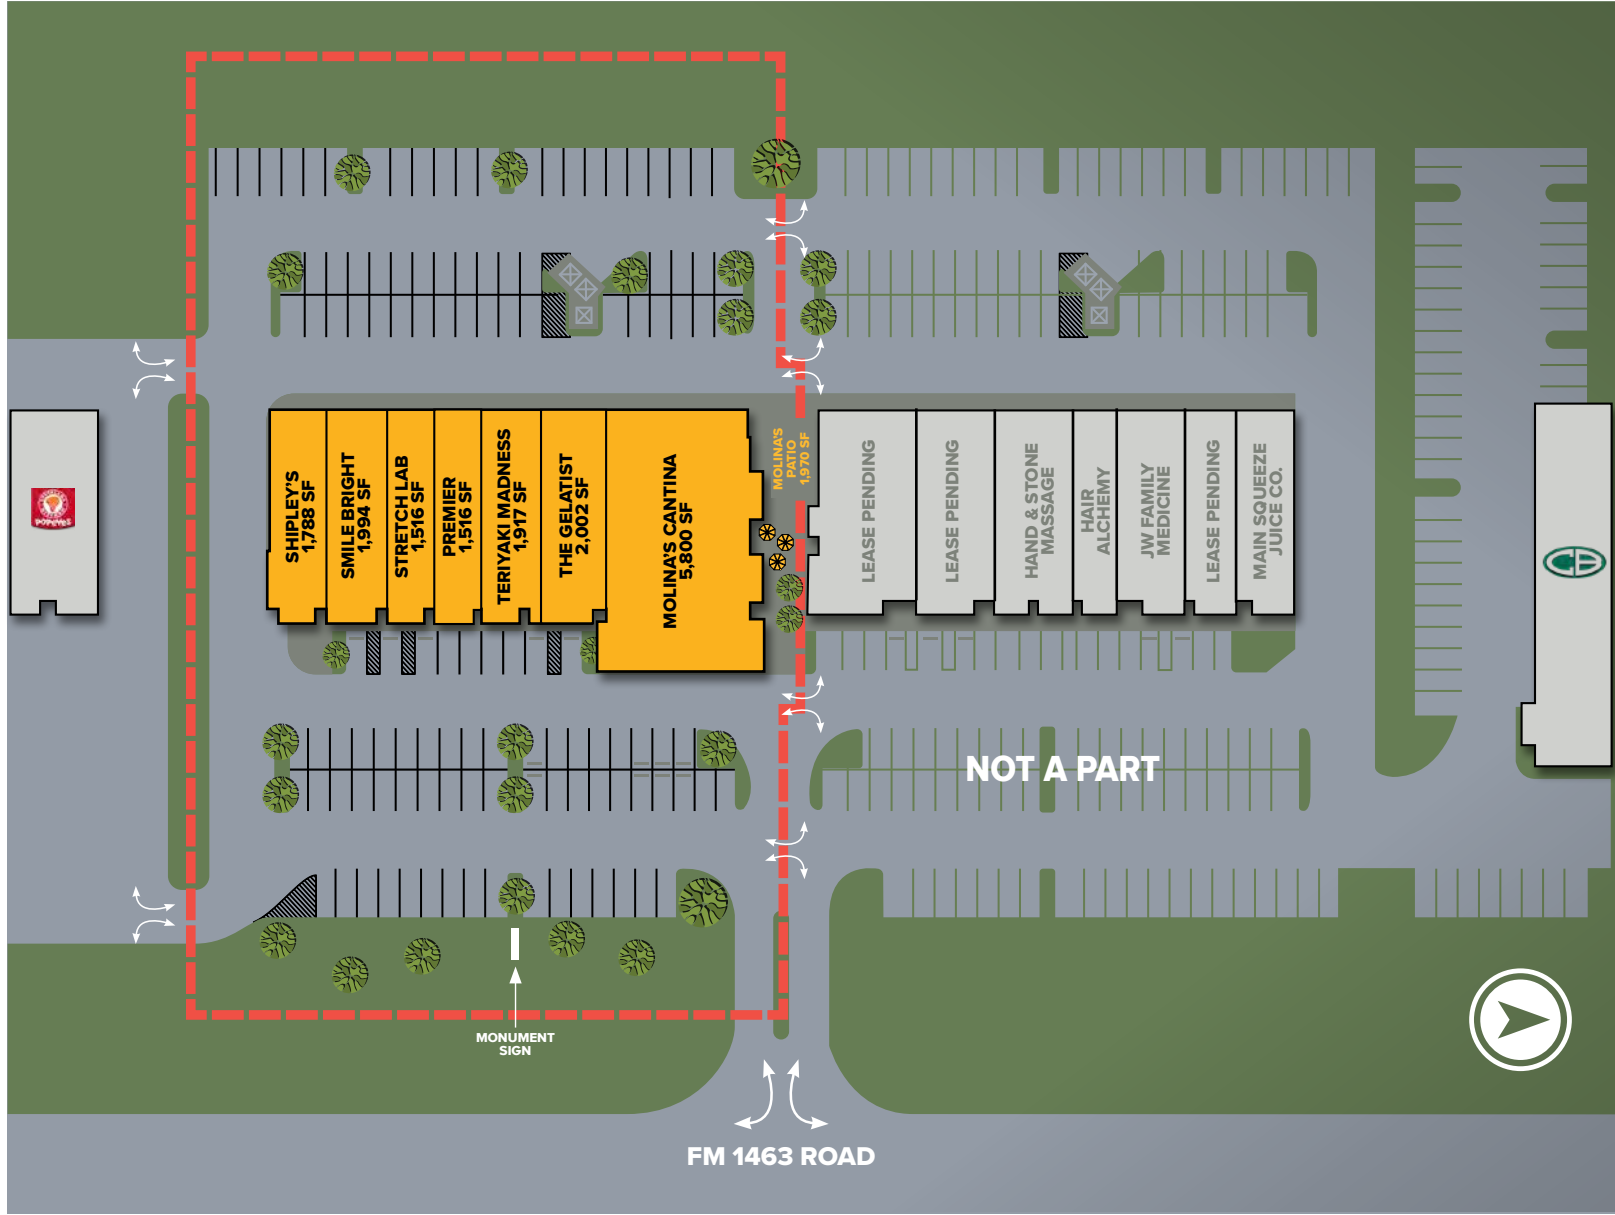 SHIPLEY'S
1,788 SF
SMILE BRIGHT
1,994 SF
STRETCH LAB
1,516 SF
PREMIER
1,516 SF
TERIYAKI MADNESS
1,917 SF
THE GELATIST
2,002 SF
MOLINA'S CANTINA
5,800 SF
MOLINA'S
PATIO
1,970 SF
LEASE PENDING
LEASE PENDING
HAND & STONE
MASSAGE
HAIR
ALCHEMY
JW FAMILY
MEDICINE
LEASE PENDING
MAIN SQUEEZE
JUICE CO.
POPEYES
NOT A PART
MONUMENT
SIGN
FM 1463 ROAD